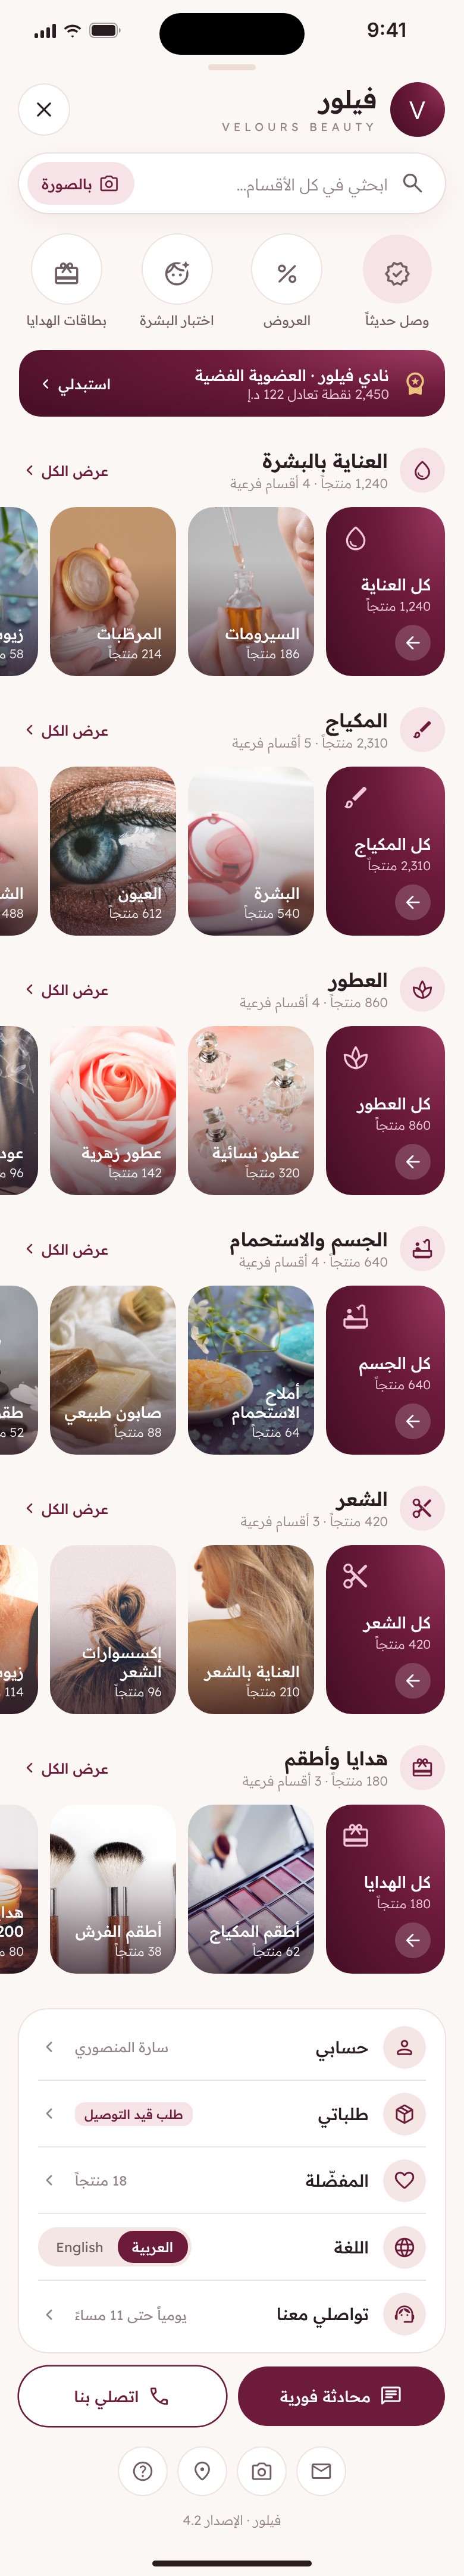 9:41
فيلور
VELOURS BEAUTY
V
ابحثي في كل الأقسام...
بالصورة
وصل حديثاً
العروض
اختبار البشرة
بطاقات الهدايا
نادي فيلور · العضوية الفضية
2,450 نقطة تعادل 122 د.إ
استبدلي
العناية بالبشرة
1,240 منتجاً · 4 أقسام فرعية
عرض الكل
كل العناية
1,240 منتجاً
السيرومات
186 منتجاً
المرطّبات
214 منتجاً
58
المكياج
2,310 منتجاً · 5 أقسام فرعية
عرض الكل
كل المكياج
2,310 منتجاً
البشرة
540 منتجاً
العيون
612 منتجاً
488
العطور
860 منتجاً · 4 أقسام فرعية
عرض الكل
كل العطور
860 منتجاً
عطور نسائية
320 منتجاً
عطور زهرية
142 منتجاً
عود
96
الجسم والاستحمام
640 منتجاً · 4 أقسام فرعية
عرض الكل
كل الجسم
640 منتجاً
أملاح
الاستحمام
64 منتجاً
صابون طبيعي
88 منتجاً
52
الشعر
420 منتجاً · 3 أقسام فرعية
عرض الكل
كل الشعر
420 منتجاً
العناية بالشعر
210 منتجاً
إكسسوارات
الشعر
96 منتجاً
114
هدايا وأطقم
180 منتجاً · 3 أقسام فرعية
عرض الكل
كل الهدايا
180 منتجاً
أطقم المكياج
62 منتجاً
أطقم الفرش
38 منتجاً
200
80
حسابي
سارة المنصوري
طلباتي
طلب قيد التوصيل
المفضّلة
18 منتجاً
اللغة
العربية
English
تواصلي معنا
يومياً حتى 11 مساءً
محادثة فورية
اتصلي بنا
فيلور · الإصدار 4.2